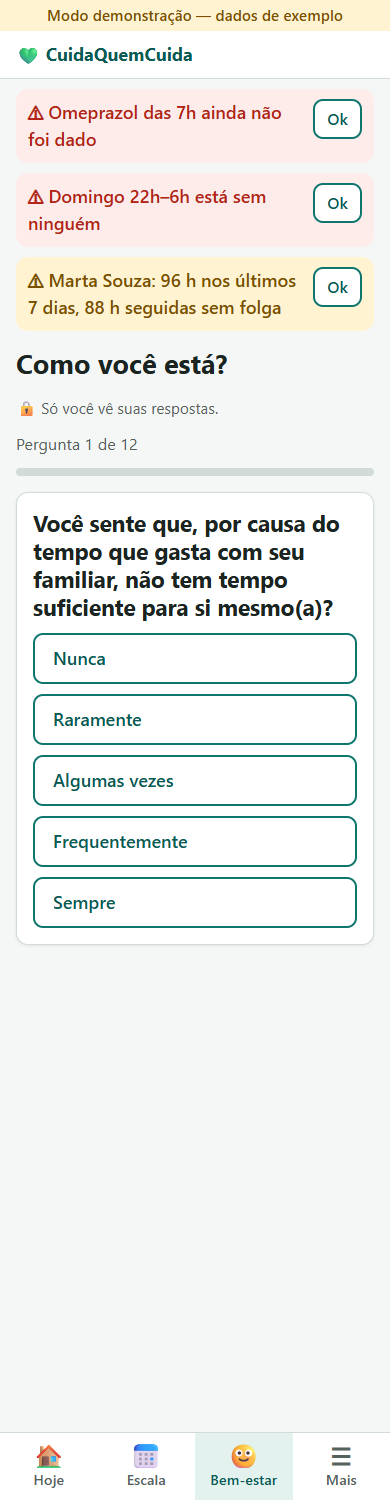 Modo demonstração — dados de exemplo
CuidaQuemCuida
⚠ Omeprazol das 7h ainda não
foi dado
Ok
⚠ Domingo 22h–6h está sem
ninguém
Ok
⚠ Marta Souza: 96 h nos últimos
7 dias, 88 h seguidas sem folga
Ok
Como você está?
🔒 Só você vê suas respostas.
Pergunta 1 de 12
Você sente que, por causa do
tempo que gasta com seu
familiar, não tem tempo
suficiente para si mesmo(a)?
Nunca
Raramente
Algumas vezes
Frequentemente
Sempre
Hoje
Escala
Bem-estar
Mais